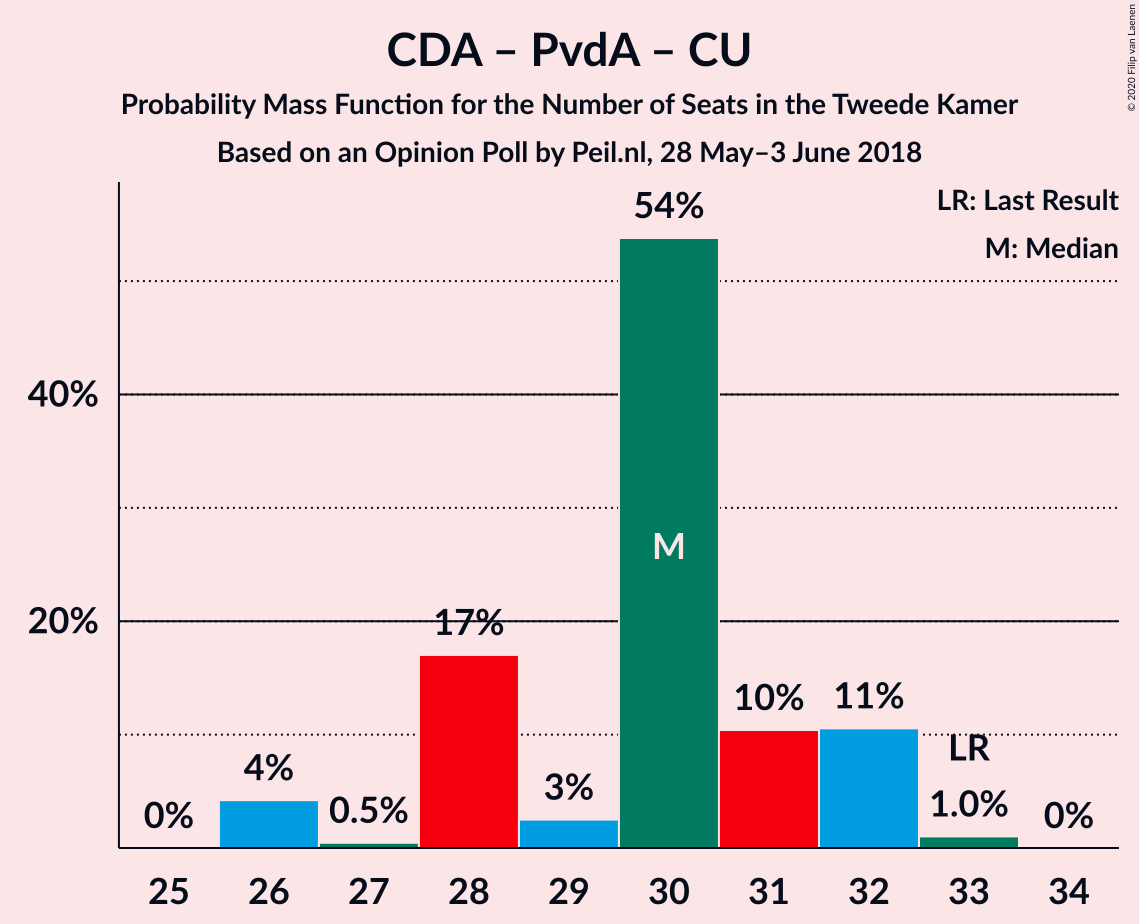 CDA – PvdA – CU
Probability Mass Function for the Number of Seats in the Tweede Kamer
Based on an Opinion Poll by Peil.nl, 28 May–3 June 2018
© 2020 Filip van Laenen
LR: Last Result
M: Median
54%
40%
M
20%
17%
10%
11%
LR
4%
3%
0%
0.5%
1.0%
0%
25 26 27 28 29 30 31 32 33 34